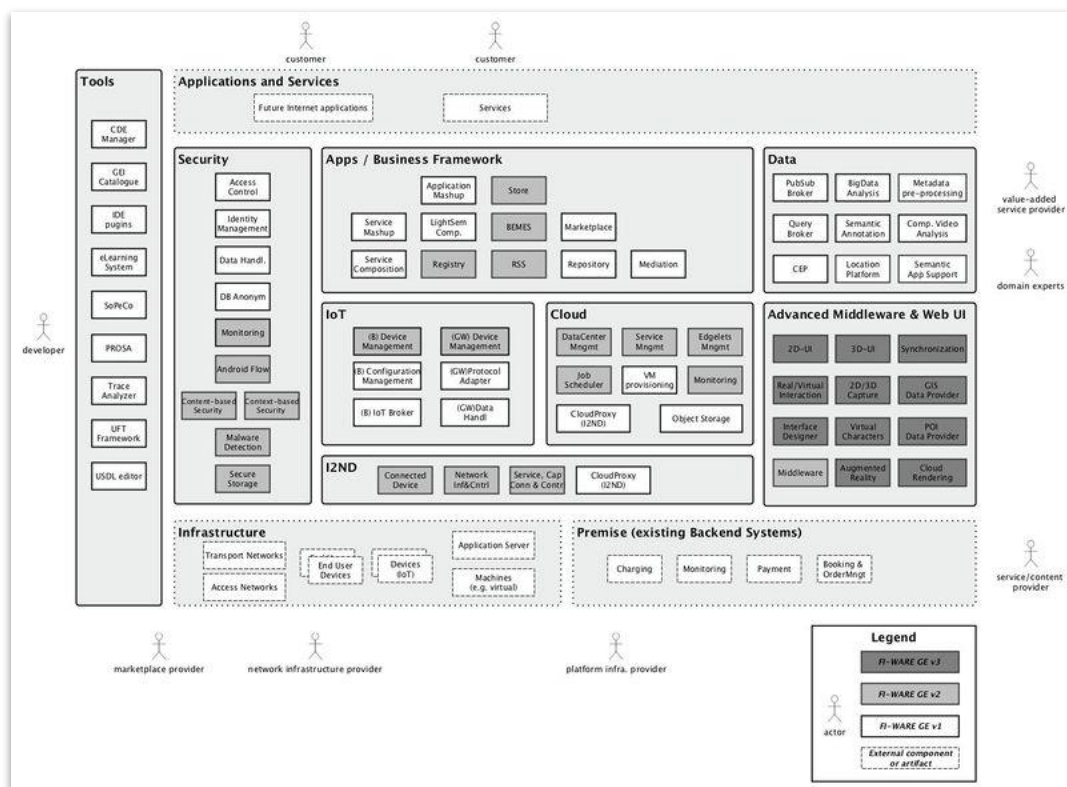 customer
customer
Tools
CDE
Manager
GEI
Catalogue
IDE
pugins
eLearning
System
SoPeCo
PROSA
Trace
Analyzer
UFT
Framework
USDL editor
Applications and Services
Future Internet applications
Services
Security
Access
Control
Identity
Management
Data Handl.
DB Anonym
Monitoring
Android Flow
Content-based
Security
Context-based
Security
Malware
Detection
Secure
Storage
Apps / Business Framework
Application
Mashup
Store
Service
Mashup
LightSem
Comp.
BEMES
Marketplace
Service
Composition
Registry
RSS
Repository
Mediation
Data
PubSub
Broker
BigData
Analysis
Metadata
pre-processing
Query
Broker
Semantic
Annotation
Comp. Video
Analysis
CEP
Location
Platform
Semantic
App Support
IoT
(B) Device
Management
(GW) Device
Management
(B) Configuration
Management
(GW)Protocol
Adapter
(B) IoT Broker
(GW)Data
Handl
Cloud
DataCenter
Mngmt
Service
Mngmt
Edgelets
Mngmt
Job
Scheduler
VM
provisioning
Monitoring
CloudProxy
(I2ND)
Object Storage
Advanced Middleware & Web UI
2D-UI
3D-UI
Synchronization
Real/Virtual
Interaction
2D/3D
Capture
GIS
Data Provider
Interface
Designer
Virtual
Characters
POI
Data Provider
Middleware
Augmented
Reality
Cloud
Rendering
I2ND
Connected
Device
Network
Inf&Cntrl
Service, Cap
Conn & Contr
CloudProxy
(I2ND)
Infrastructure
Transport Networks
Access Networks
End User
Devices
Devices
(IoT)
Application Server
Machines
(e.g. virtual)
Premise (existing Backend Systems)
Charging
Monitoring
Payment
Booking &
OrderMngt
developer
value-added
service provider
domain experts
service/content
provider
marketplace provider
network infrastructure provider
platform infra. provider
Legend
FI-WARE GE v3
FI-WARE GE v2
FI-WARE GE v1
External component
or artifact
actor